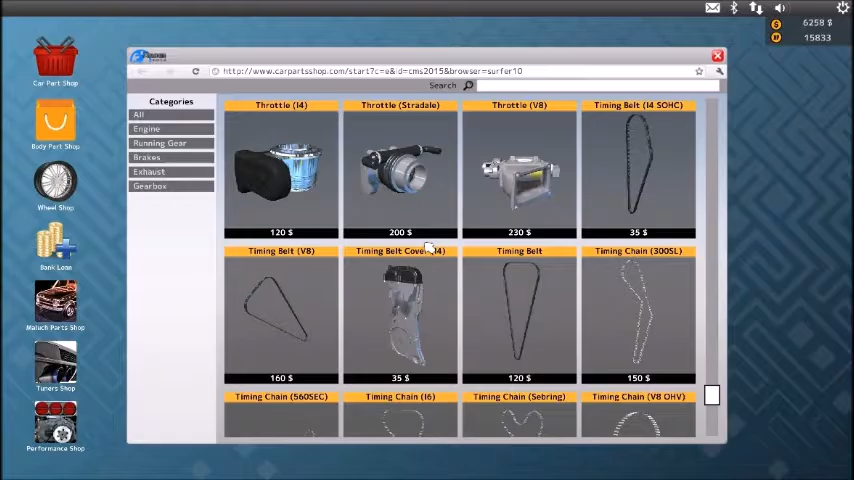 6258 $
15833
http://www.carpartsshop.com/start?c=e&id=cms2015&browser=surfer10
Search
Categories
All
Engine
Running Gear
Brakes
Exhaust
Gearbox
Car Part Shop
Body Part Shop
Wheel Shop
Bank Loan
Maluch Parts Shop
Tuners Shop
Performance Shop
Throttle (I4)
Throttle (Stradale)
Throttle (V8)
Timing Belt (I4 SOHC)
120 $
200 $
230 $
35 $
Timing Belt (V8)
Timing Belt Cover (I4)
Timing Belt
Timing Chain (300SL)
160 $
35 $
120 $
150 $
Timing Chain (560SEC)
Timing Chain (I6)
Timing Chain (Sebring)
Timing Chain (V8 OHV)